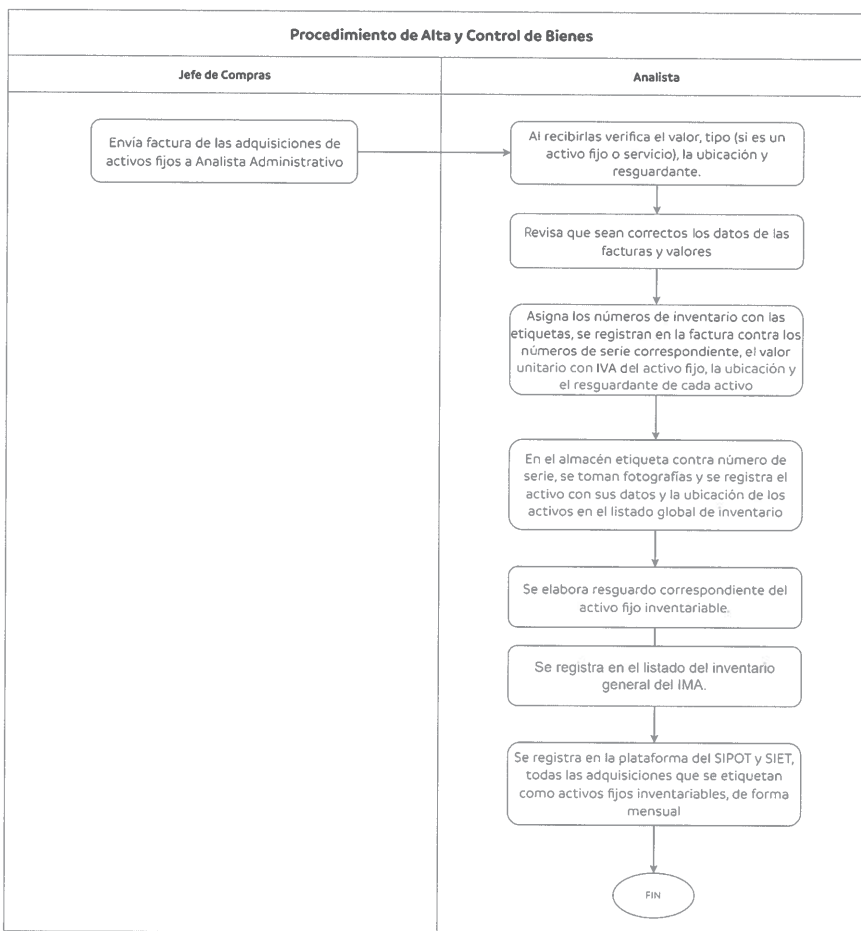 Procedimiento de Alta y Control de Bienes
Jefe de Compras
Analista
Envía factura de las adquisiciones de
activos fijos a Analista Administrativo
Al recibirlas verifica el valor, tipo (si es un
activo fijo o servicio), la ubicación y
resguardante.
Revisa que sean correctos los datos de las
facturas y valores
Asigna los números de inventario con las
etiquetas, se registran en la factura contra los
números de serie correspondiente, el valor
unitario con IVA del activo fijo, la ubicación y
el resguardante de cada activo
En el almacén etiqueta contra número de
serie, se toman fotografías y se registra el
activo con sus datos y la ubicación de los
activos en el listado global de inventario
Se elabora resguardo correspondiente del
activo fijo inventariable.
Se registra en el listado del inventario
general del IMA.
Se registra en la plataforma del SIPOT y SIET,
todas las adquisiciones que se etiquetan
como activos fijos inventariables, de forma
mensual
FIN